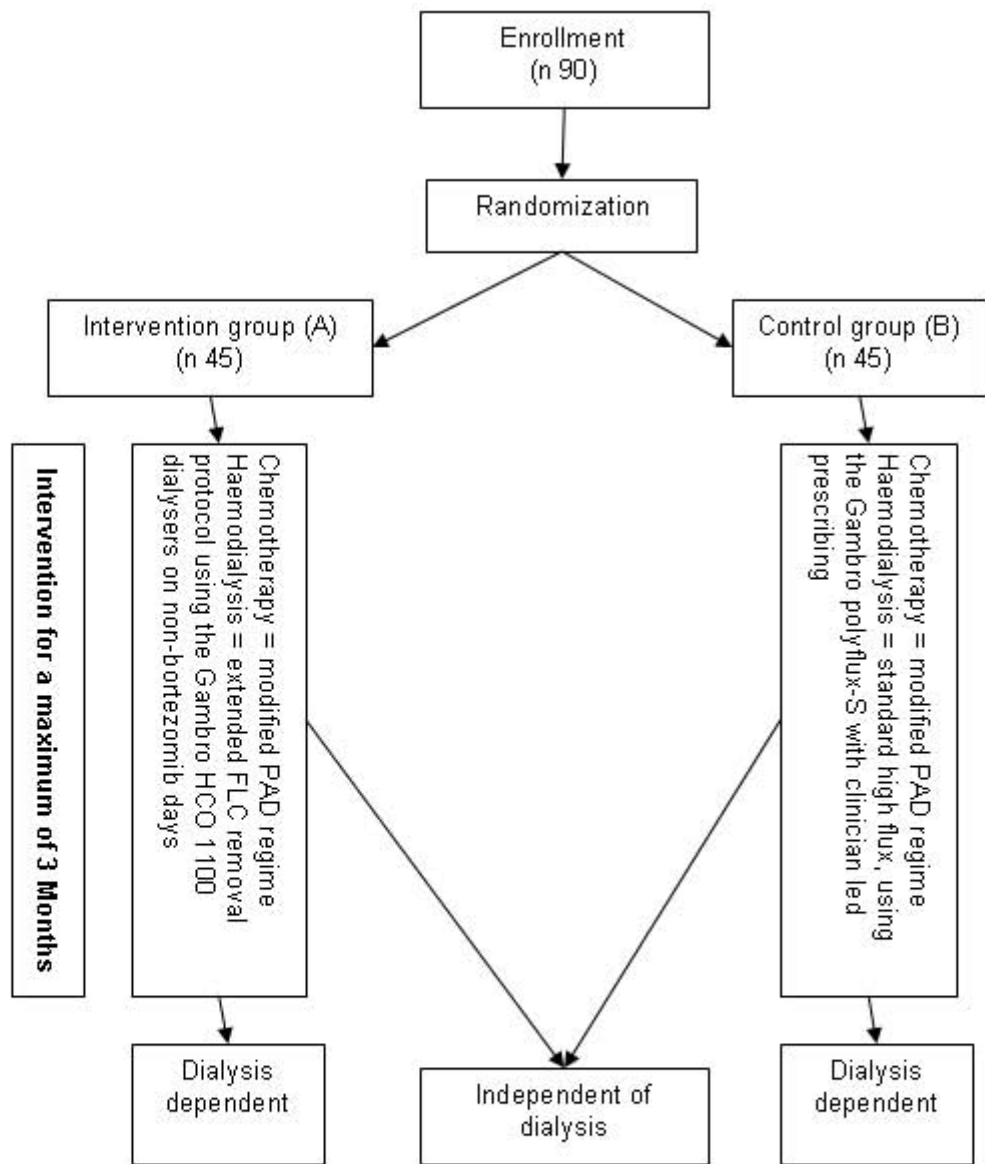 Enrollment
(n 90)
Randomization
Intervention group (A)
(n 45)
Control group (B)
(n 45)
Intervention for a maximum of 3 Months
Chemotherapy = modified PAD regime
Haemodialysis = extended FLC removal
protocol using the Gambro HCO 1100
dialysers on non-bortezomib days
Chemotherapy = modified PAD regime
Haemodialysis = standard high flux, using
the Gambro polyflux-S with clinician led
prescribing
Dialysis
dependent
Independent of
dialysis
Dialysis
dependent